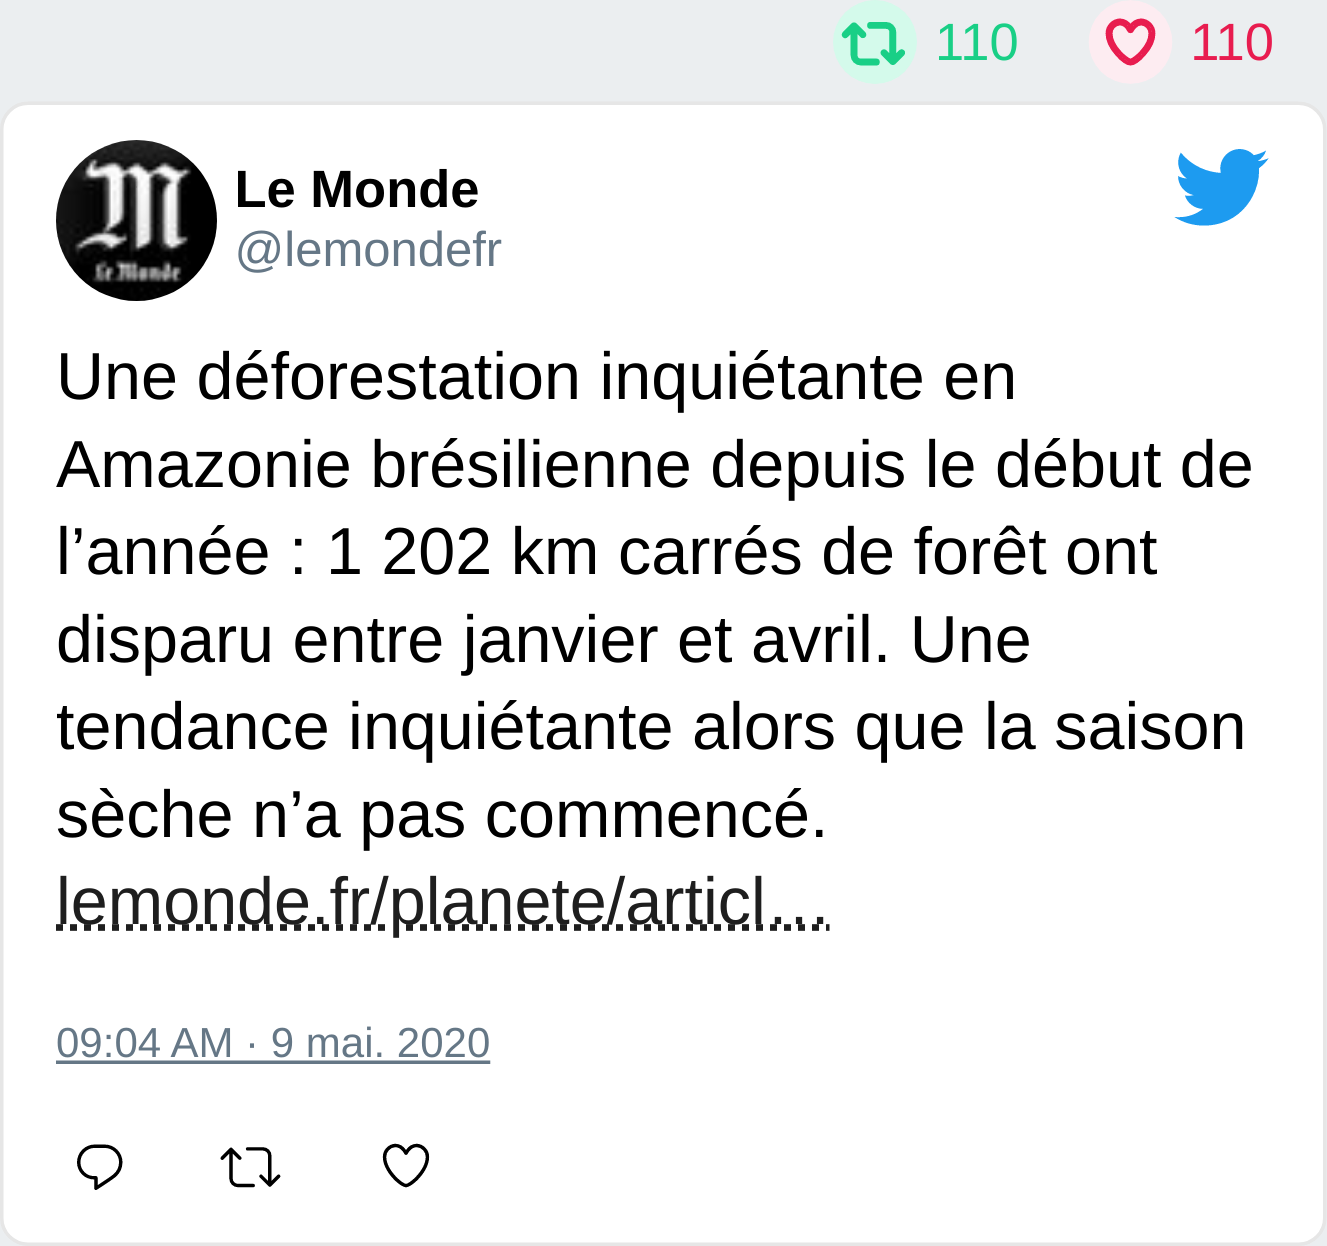 110 110
Le Monde
Le Monde
@lemondefr
Une déforestation inquiétante en
Amazonie brésilienne depuis le début de
l’année : 1 202 km carrés de forêt ont
disparu entre janvier et avril. Une
tendance inquiétante alors que la saison
sèche n’a pas commencé.
lemonde.fr/planete/articl…
09:04 AM · 9 mai. 2020